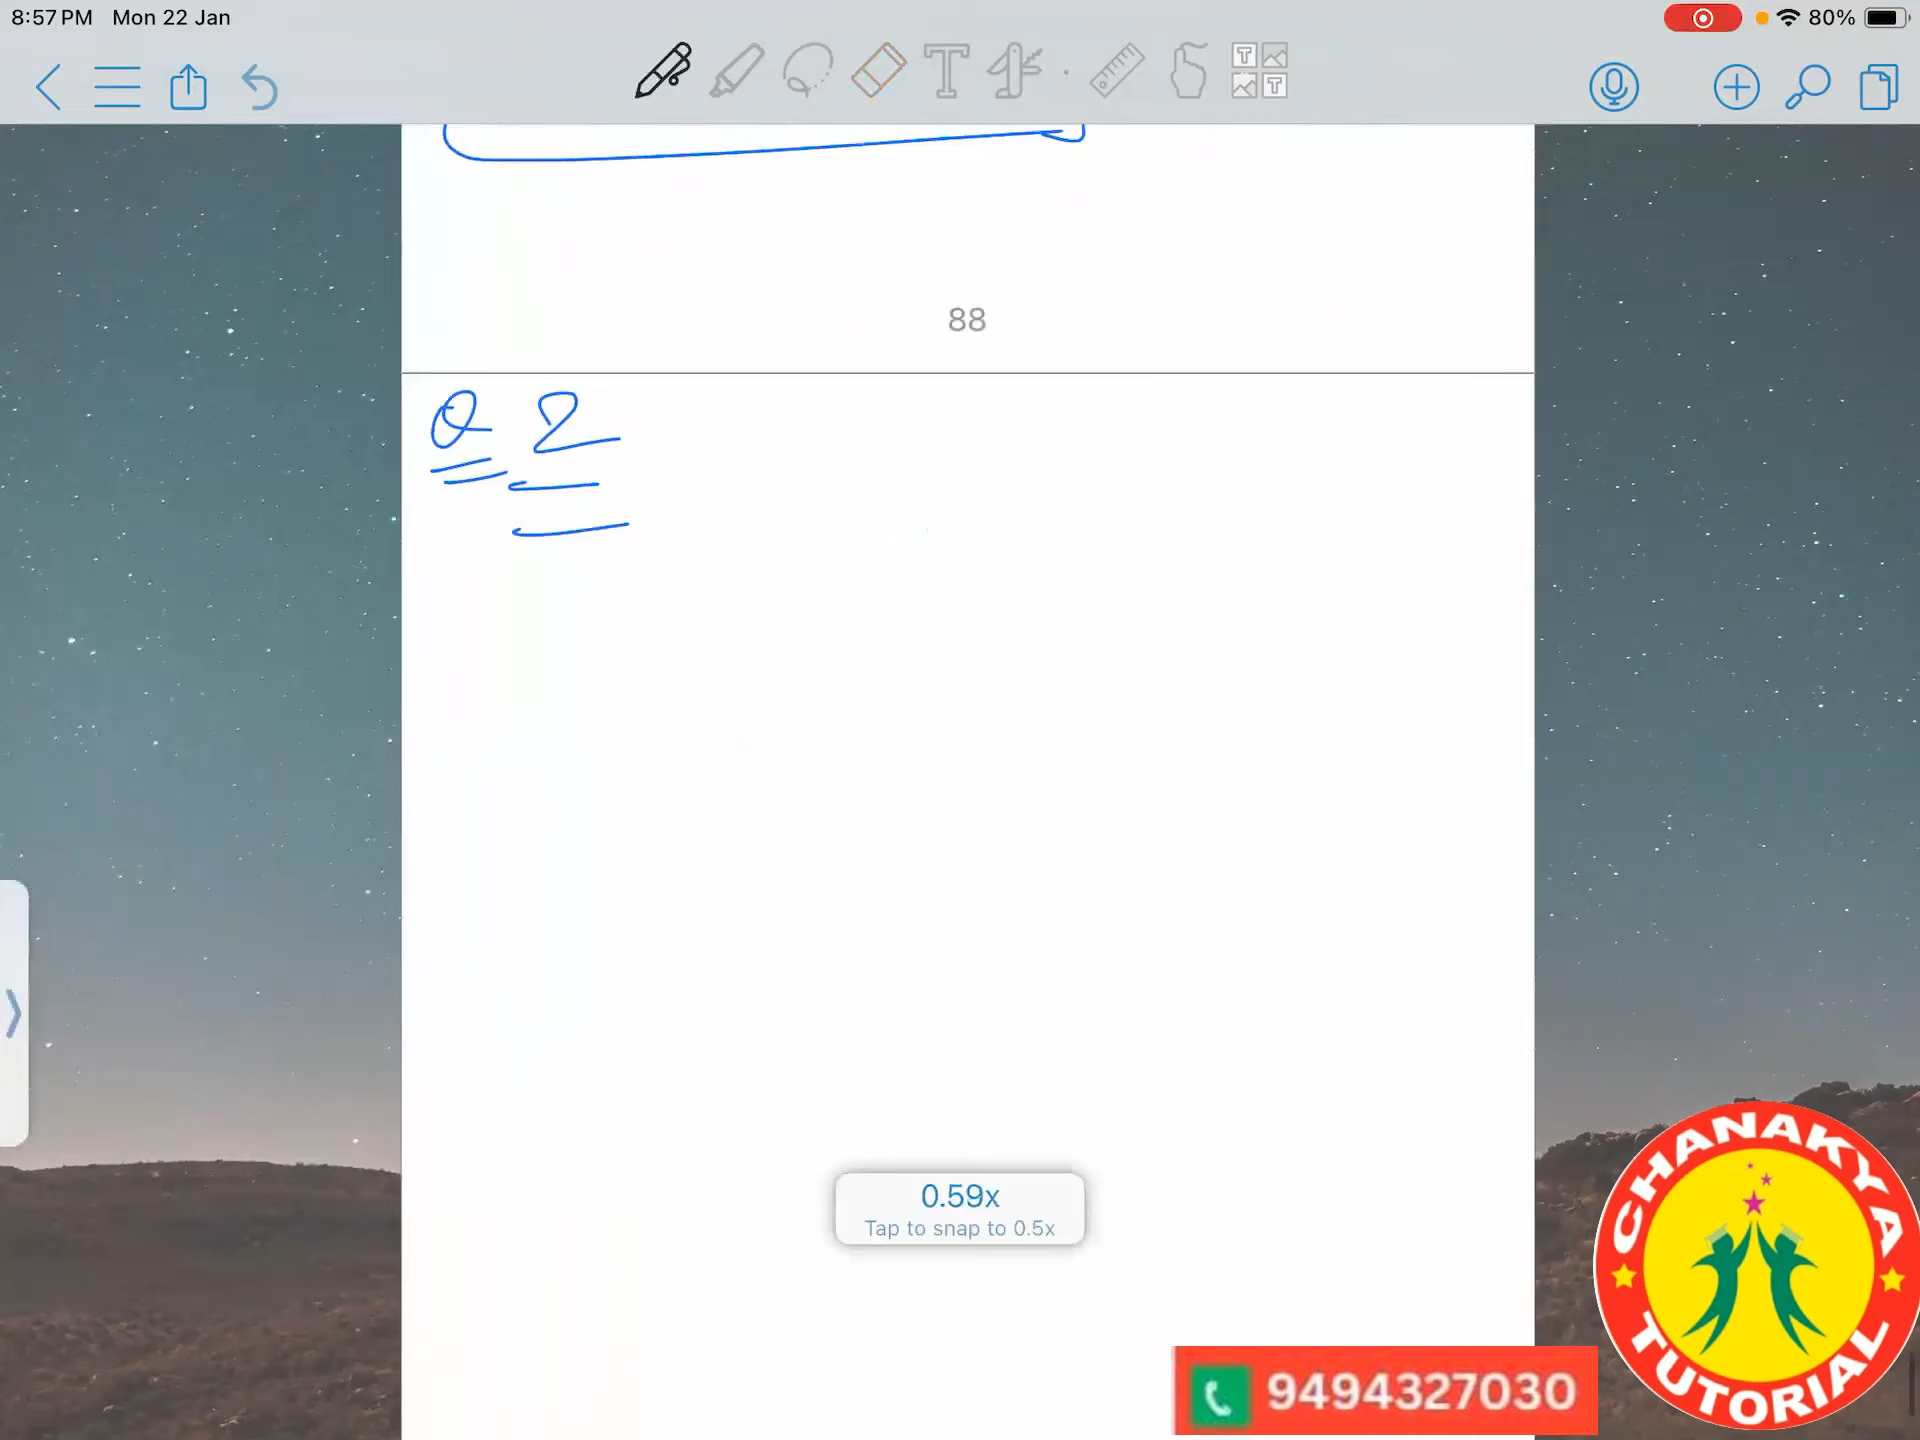 8:57 PM Mon 22 Jan
80%
88
Q 2
0.59x
Tap to snap to 0.5x
CHANAKYA
TUTORIAL
9494327030